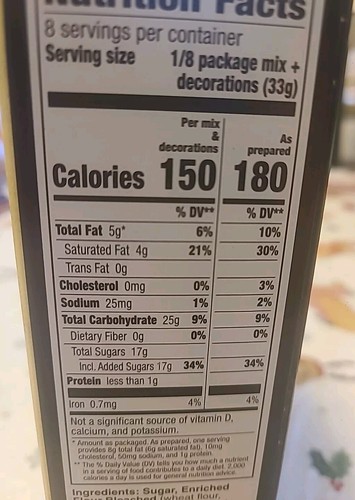 Nutrition Facts
8 servings per container
Serving size 1/8 package mix +
decorations (33g)
Per mix
&
decorations
As
prepared
Calories 150 180
% DV** % DV**
Total Fat 5g* 6% 10%
Saturated Fat 4g 21% 30%
Trans Fat 0g
Cholesterol 0mg 0% 3%
Sodium 25mg 1% 2%
Total Carbohydrate 25g 9% 9%
Dietary Fiber 0g 0% 0%
Total Sugars 17g
Incl. Added Sugars 17g 34% 34%
Protein less than 1g
Iron 0.7mg 4% 4%
Not a significant source of vitamin D,
calcium, and potassium.
* Amount as packaged. As prepared, one serving
provides 8g total fat (6g saturated fat), 10mg
cholesterol, 50mg sodium, and 1g protein.
** The % Daily Value (DV) tells you how much a nutrient
in a serving of food contributes to a daily diet. 2,000
calories a day is used for general nutrition advice.
Ingredients: Sugar, Enriched
Flour Bleached (wheat flour,